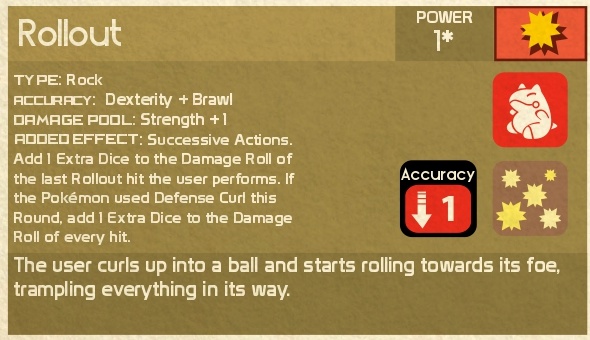 Rollout
POWER
1*
TYPE: Rock
ACCURACY: Dexterity + Brawl
DAMAGE POOL: Strength +1
ADDED EFFECT: Successive Actions.
Add 1 Extra Dice to the Damage Roll of
the last Rollout hit the user performs. If
the Pokémon used Defense Curl this
Round, add 1 Extra Dice to the Damage
Roll of every hit.
Accuracy
1
The user curls up into a ball and starts rolling towards its foe,
trampling everything in its way.